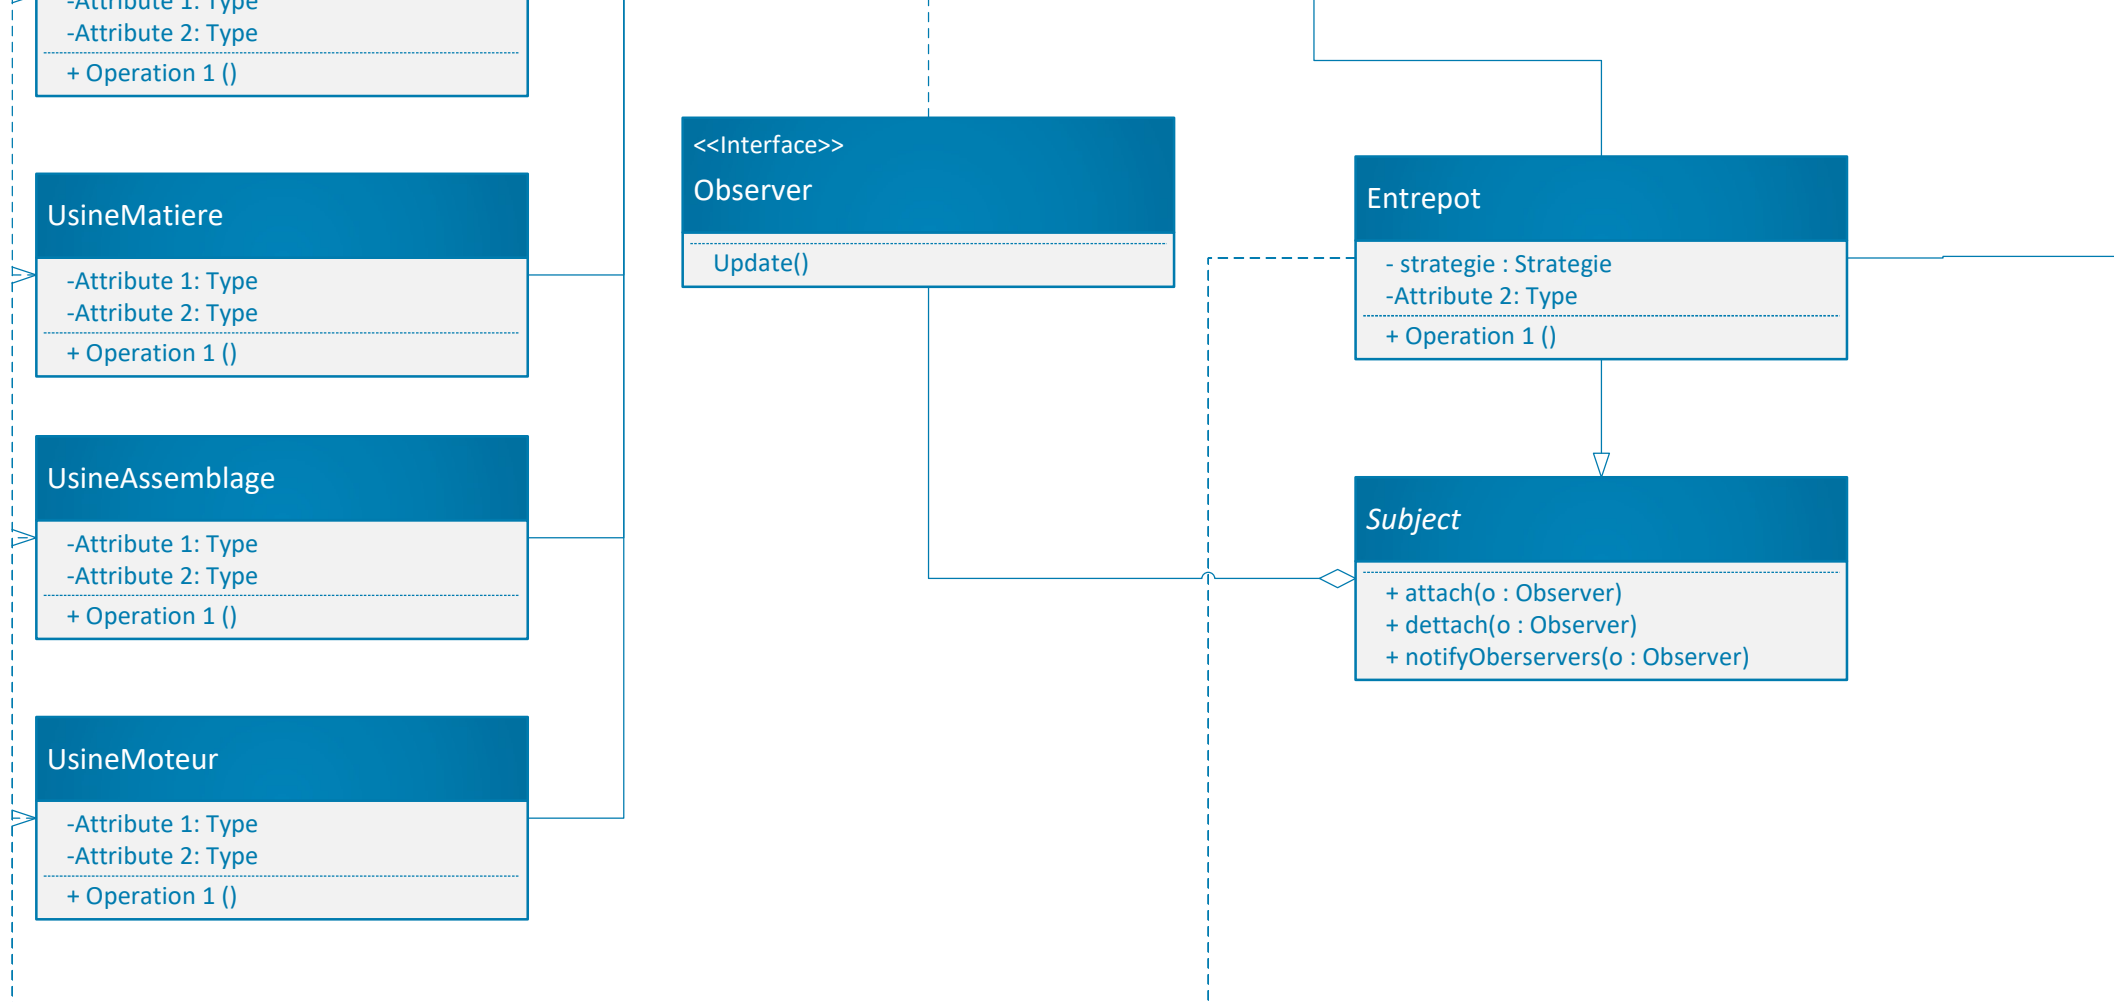 -Attribute 1: Type
-Attribute 2: Type
+ Operation 1 ()
UsineMatiere
-Attribute 1: Type
-Attribute 2: Type
+ Operation 1 ()
UsineAssemblage
-Attribute 1: Type
-Attribute 2: Type
+ Operation 1 ()
UsineMoteur
-Attribute 1: Type
-Attribute 2: Type
+ Operation 1 ()
<<Interface>>
Observer
Update()
Entrepot
- strategie : Strategie
-Attribute 2: Type
+ Operation 1 ()
Subject
+ attach(o : Observer)
+ dettach(o : Observer)
+ notifyOberservers(o : Observer)